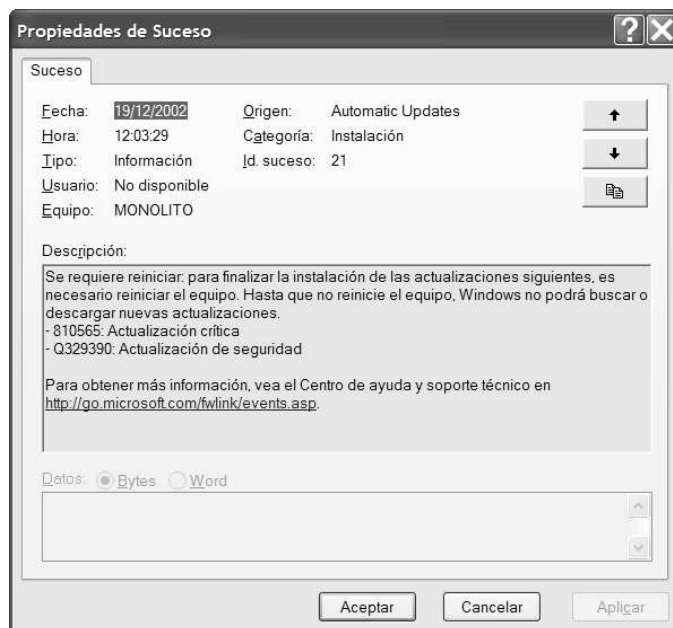 Propiedades de Suceso
Suceso
Fecha: 19/12/2002 Origen: Automatic Updates
Hora: 12:03:29 Categoría: Instalación
Tipo: Información Id. suceso: 21
Usuario: No disponible
Equipo: MONOLITO
Descripción:
Se requiere reiniciar: para finalizar la instalación de las actualizaciones siguientes, es
necesario reiniciar el equipo. Hasta que no reinicie el equipo, Windows no podrá buscar o
descargar nuevas actualizaciones.
- 810565: Actualización crítica
- Q329390: Actualización de seguridad
Para obtener más información, vea el Centro de ayuda y soporte técnico en
http://go.microsoft.com/fwlink/events.asp.
Datos: Bytes Word
Aceptar Cancelar Aplicar